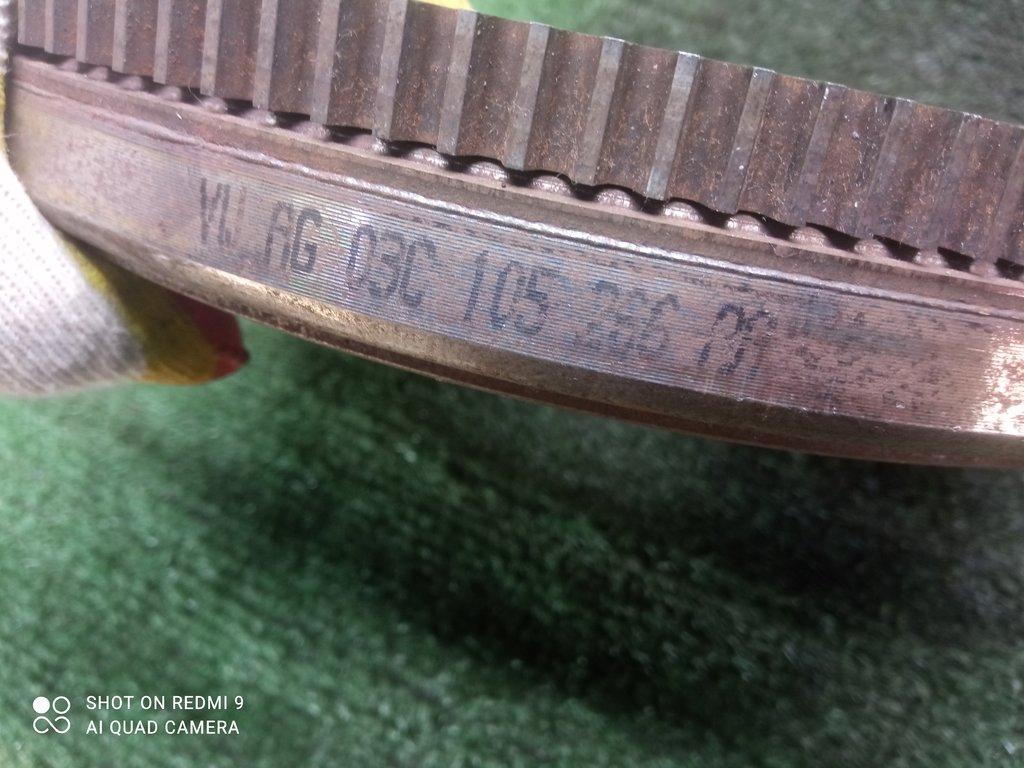 VW AG 03C 105 266
SHOT ON REDMI 9
AI QUAD CAMERA